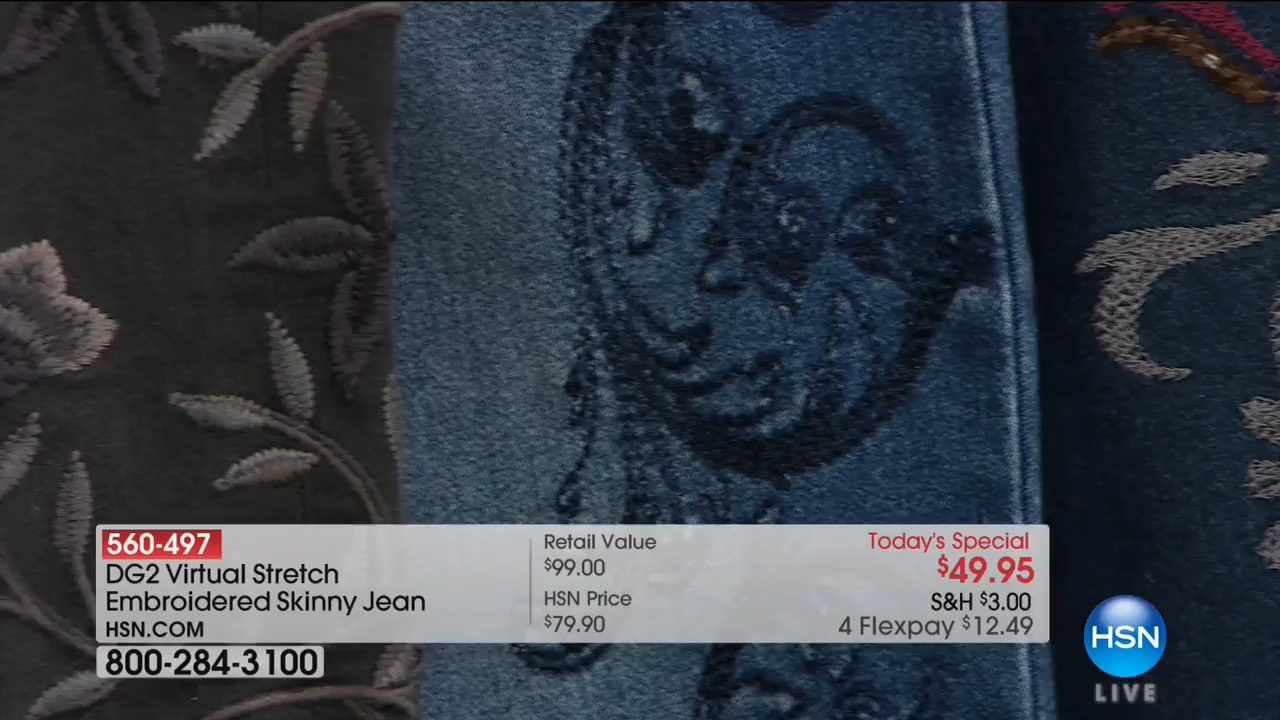 560-497
DG2 Virtual Stretch
Embroidered Skinny Jean
HSN.COM
800-284-3100
Retail Value
$99.00
HSN Price
$79.90
Today's Special
$49.95
S&H $3.00
4 Flexpay $12.49
HSN
LIVE